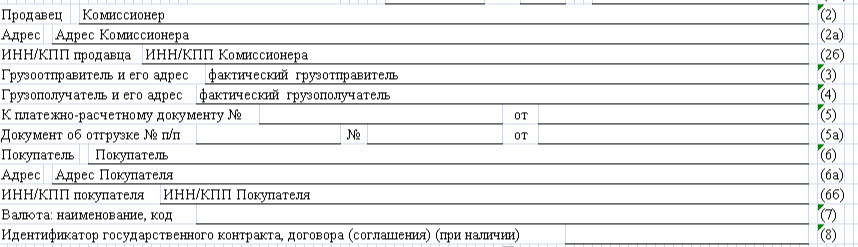 Продавец Комиссионер (2)
Адрес Адрес Комиссионера (2а)
ИНН/КПП продавца ИНН/КПП Комиссионера (2б)
Грузоотправитель и его адрес фактический грузотправитель (3)
Грузополучатель и его адрес фактический грузополучатель (4)
К платежно-расчетному документу № от (5)
Документ об отгрузке № п/п № от (5а)
Покупатель Покупатель (6)
Адрес Адрес Покупателя (6а)
ИНН/КПП покупателя ИНН/КПП Покупателя (6б)
Валюта: наименование, код (7)
Идентификатор государственного контракта, договора (соглашения) (при наличии) (8)